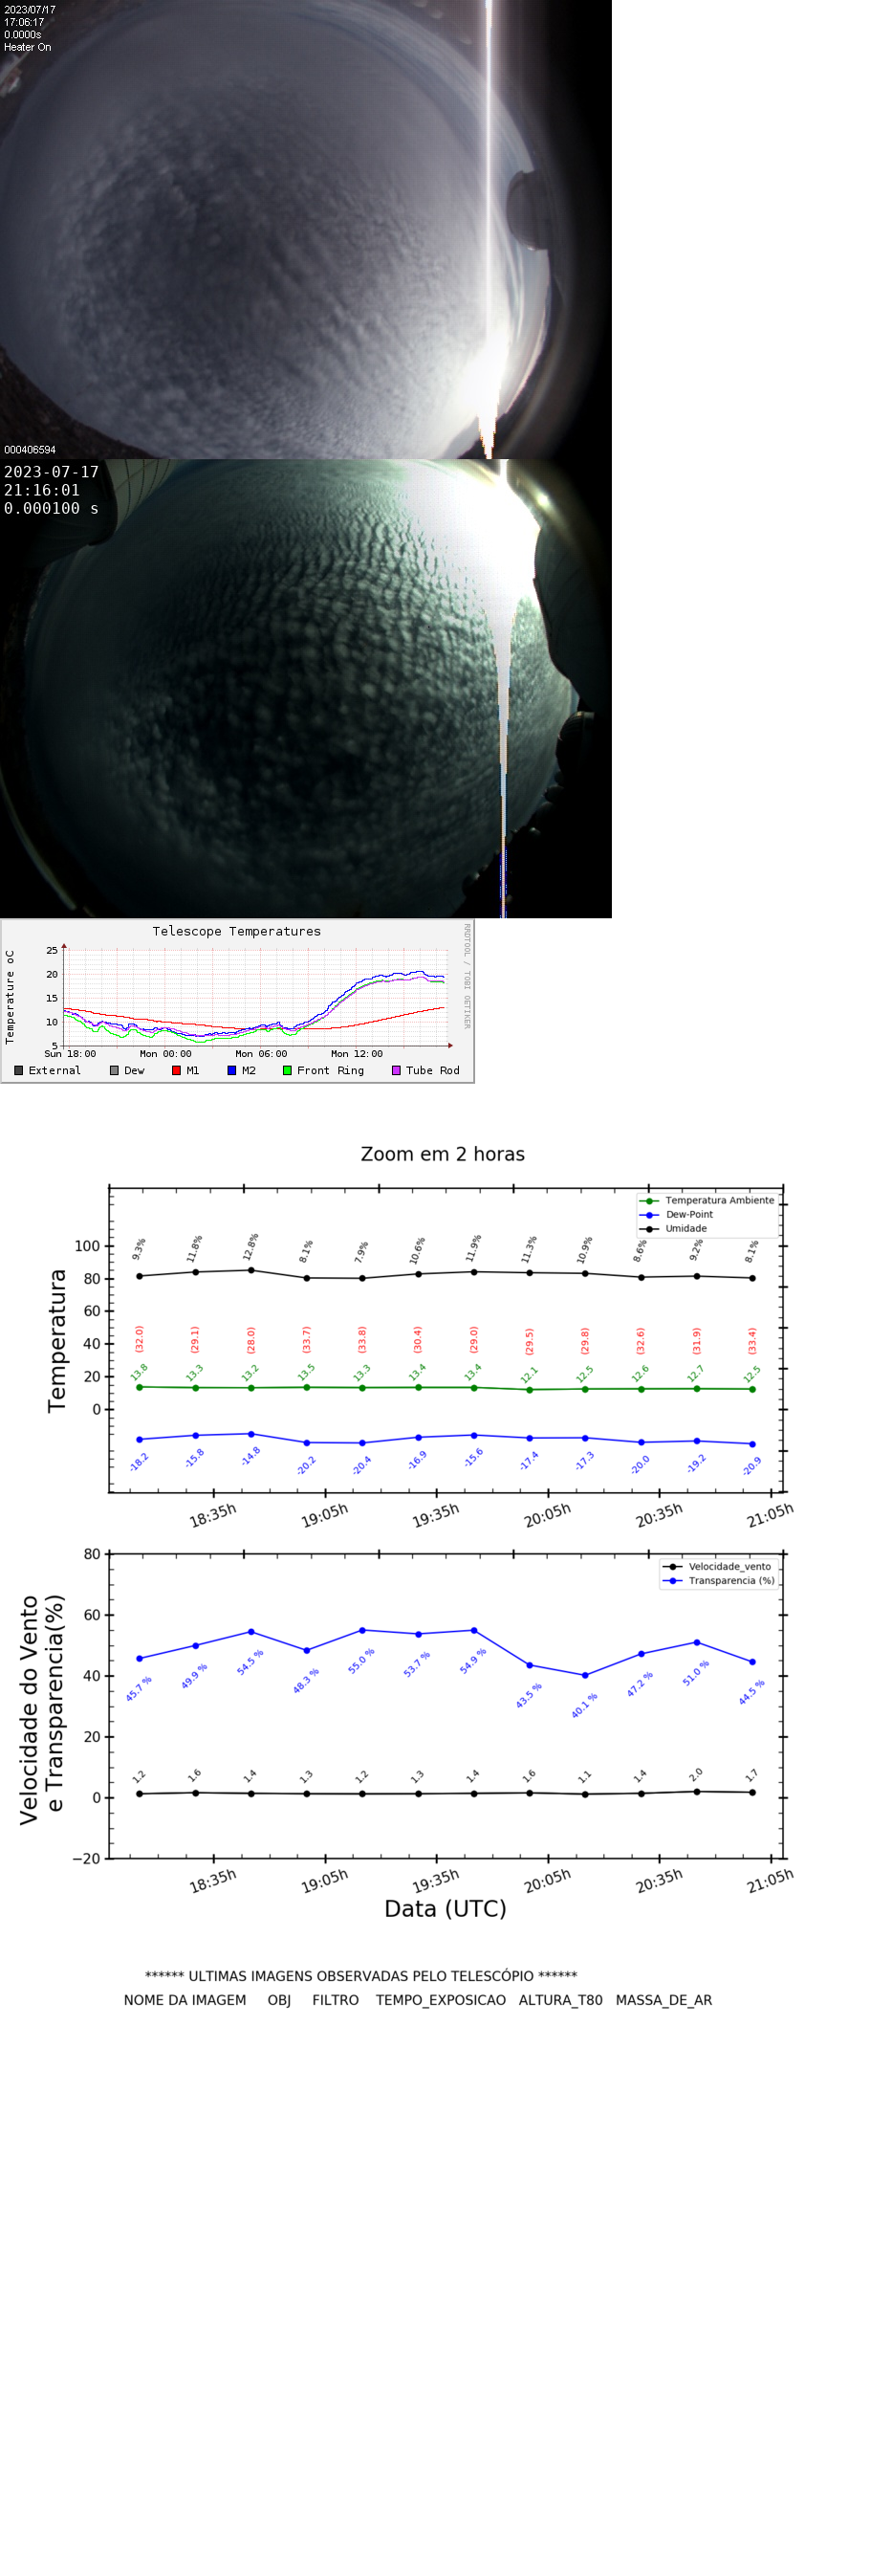 2023/07/17
17:06:17
0.0000s
Heater On
000406594
2023-07-17
21:16:01
0.000100 s
Telescope Temperatures
RRDTOOL / TOBI OETIKER
Temperature oC
25
20
15
10
5
Sun 18:00 Mon 00:00 Mon 06:00 Mon 12:00
External Dew M1 M2 Front Ring Tube Rod
Zoom em 2 horas
Temperatura Ambiente
Dew-Point
Umidade
Temperatura
100
80
60
40
20
0
9.3% 11.8% 12.8% 8.1% 7.9% 10.6% 11.9% 11.3% 10.9% 8.6% 9.2% 8.1%
(32.0) (29.1) (28.0) (33.7) (33.8) (30.4) (29.0) (29.5) (29.8) (32.6) (31.9) (33.4)
13.8 13.3 13.2 13.5 13.3 13.4 13.4 12.1 12.5 12.6 12.7 12.5
-18.2 -15.8 -14.8 -20.2 -20.4 -16.9 -15.6 -17.4 -17.3 -20.0 -19.2 -20.9
18:35h 19:05h 19:35h 20:05h 20:35h 21:05h
Velocidade_vento
Transparencia (%)
Velocidade do Vento
e Transparencia(%)
80
60
40
20
0
−20
45.7 % 49.9 % 54.5 % 48.3 % 55.0 % 53.7 % 54.9 % 43.5 % 40.1 % 47.2 % 51.0 % 44.5 %
1.2 1.6 1.4 1.3 1.2 1.3 1.4 1.6 1.1 1.4 2.0 1.7
18:35h 19:05h 19:35h 20:05h 20:35h 21:05h
Data (UTC)
****** ULTIMAS IMAGENS OBSERVADAS PELO TELESCÓPIO ******
NOME DA IMAGEM OBJ FILTRO TEMPO_EXPOSICAO ALTURA_T80 MASSA_DE_AR